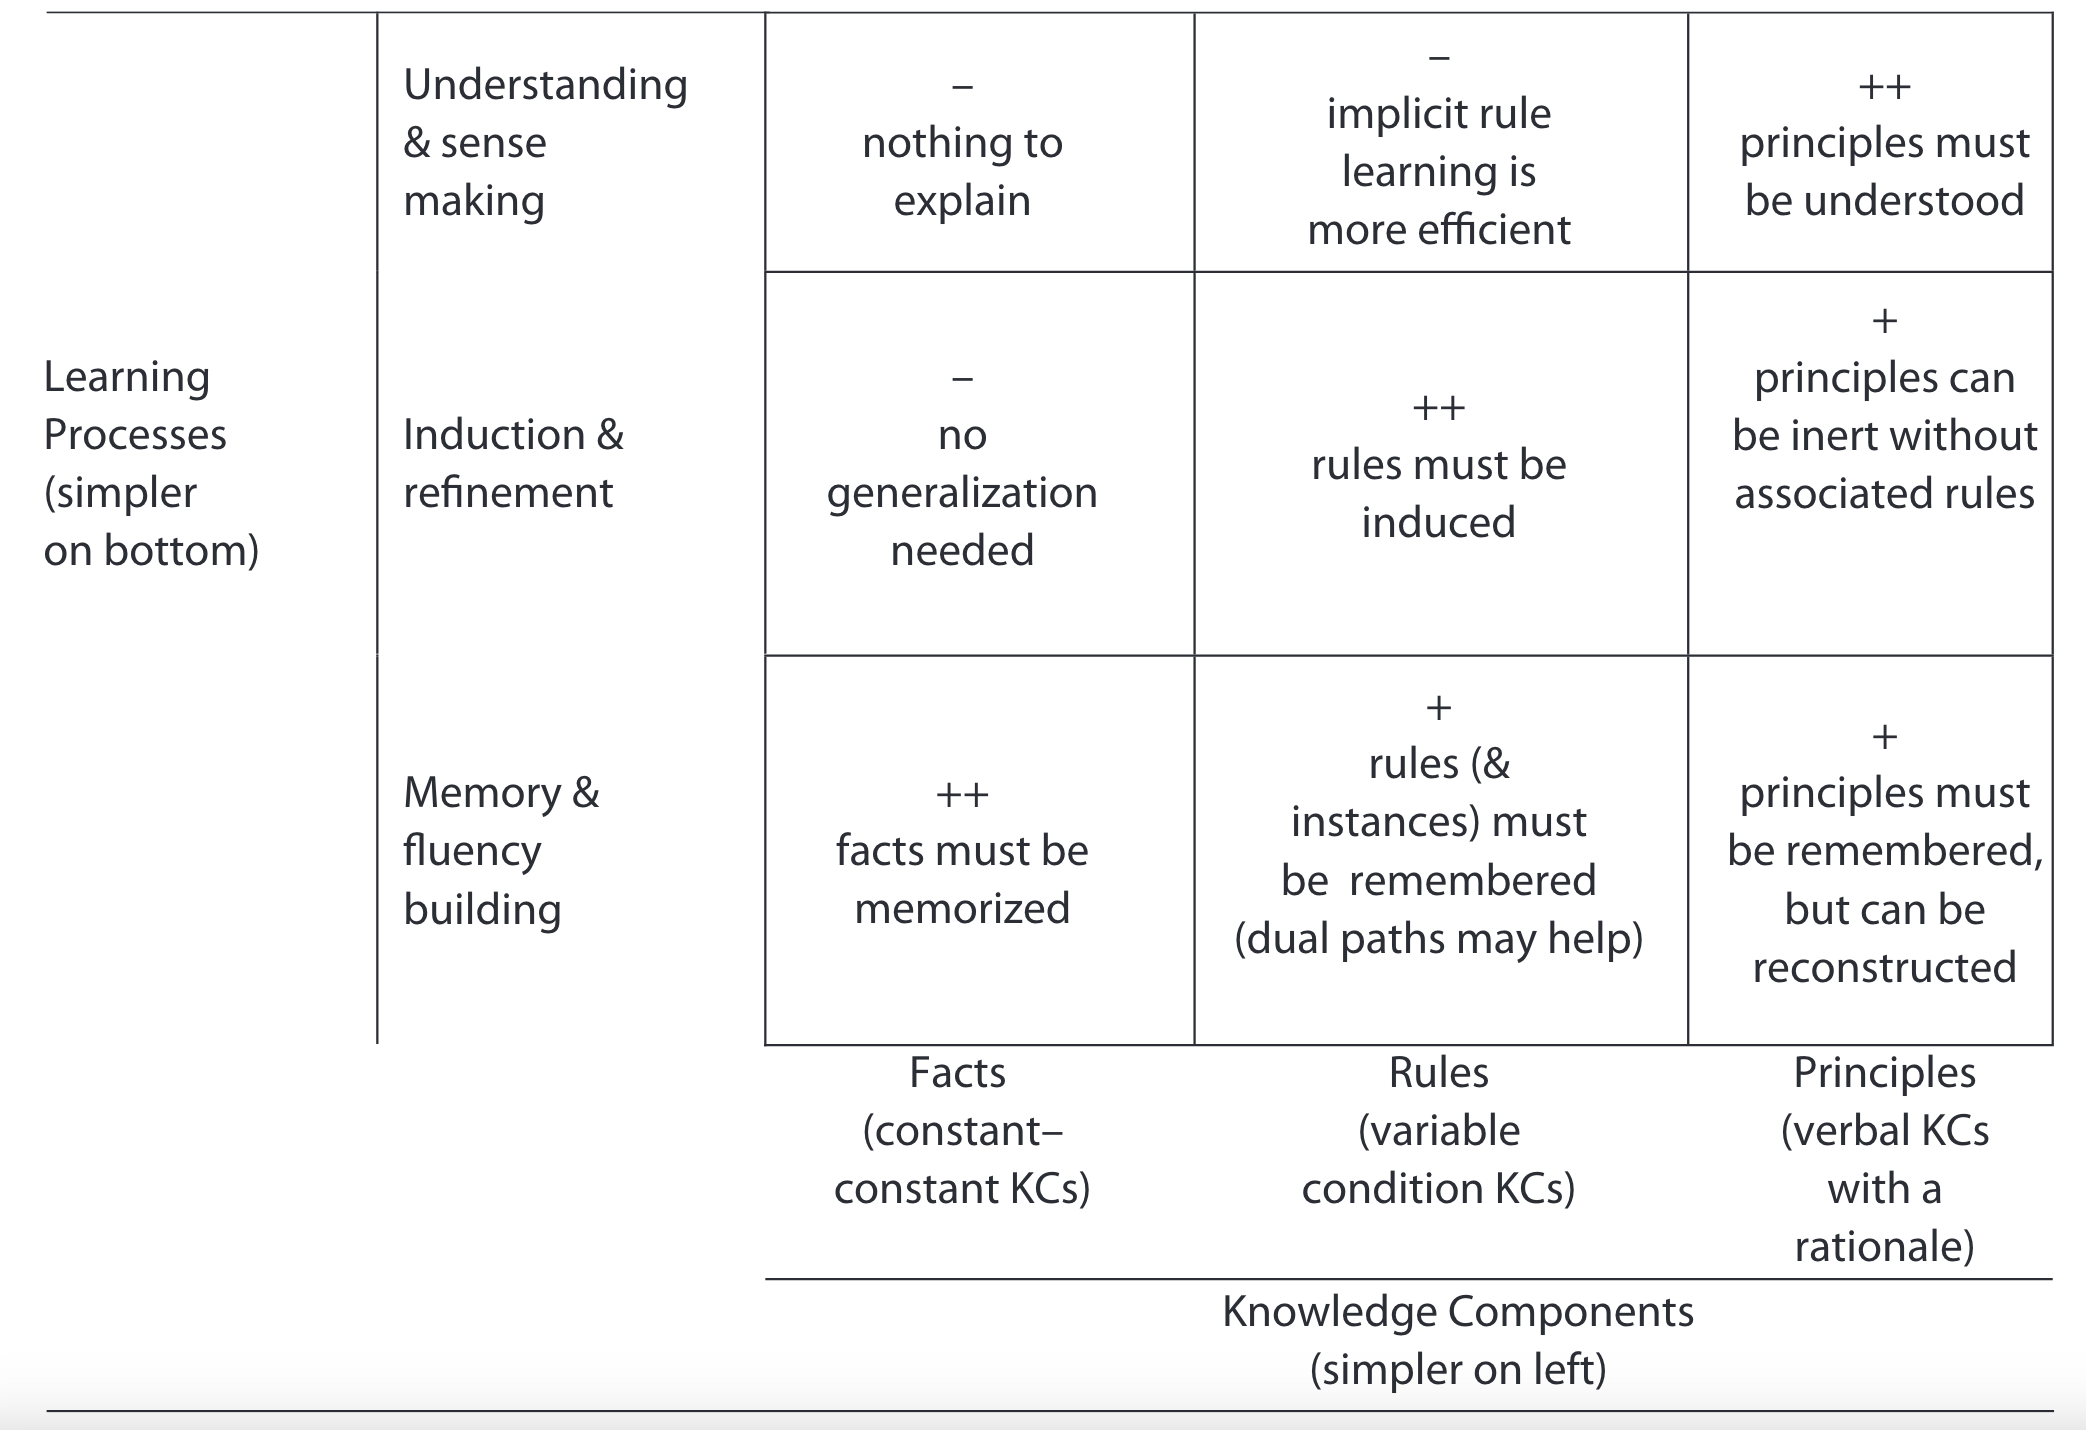 Understanding
& sense
making
–
nothing to
explain
–
implicit rule
learning is
more efficient
++
principles must
be understood
Learning
Processes
(simpler
on bottom)
Induction &
refinement
–
no
generalization
needed
++
rules must be
induced
+
principles can
be inert without
associated rules
Memory &
fluency
building
++
facts must be
memorized
+
rules (&
instances) must
be  remembered
(dual paths may help)
+
principles must
be remembered,
but can be
reconstructed
Facts
(constant–
constant KCs)
Rules
(variable
condition KCs)
Principles
(verbal KCs
with a
rationale)
Knowledge Components
(simpler on left)